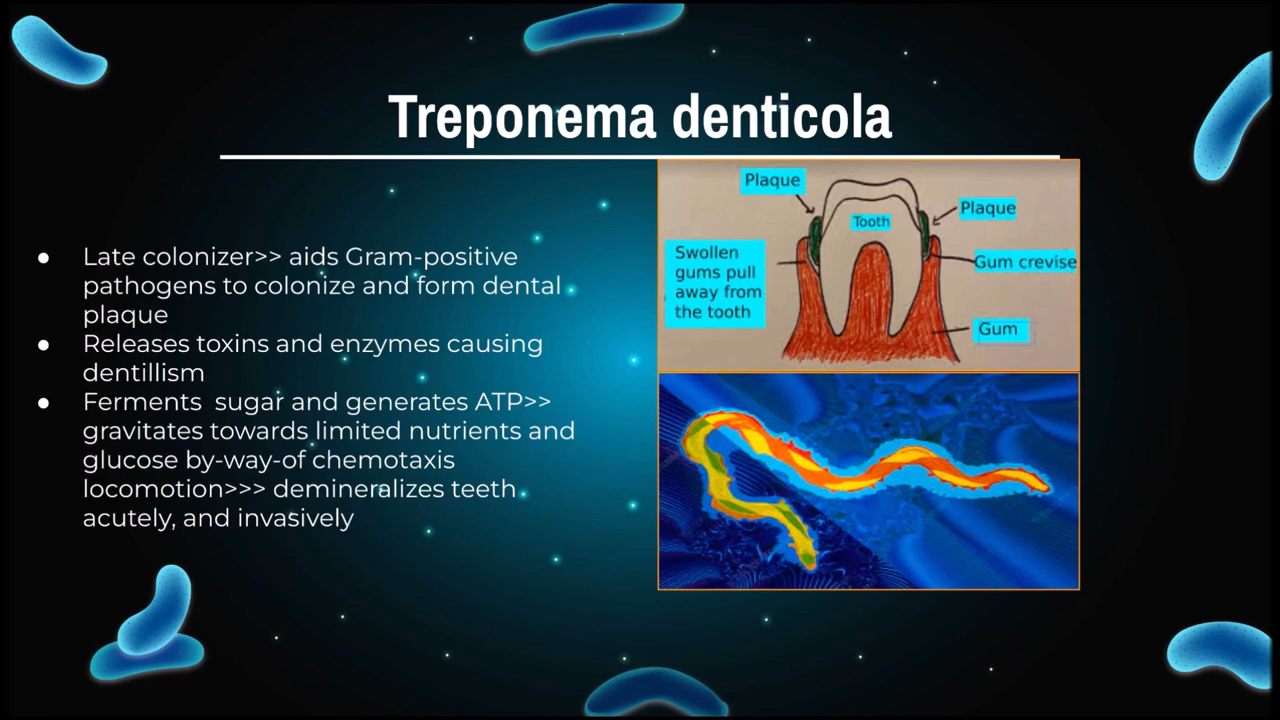 Treponema denticola
● Late colonizer>> aids Gram-positive
pathogens to colonize and form dental
plaque
● Releases toxins and enzymes causing
dentillism
● Ferments  sugar and generates ATP>>
gravitates towards limited nutrients and
glucose by-way-of chemotaxis
locomotion>>> demineralizes teeth
acutely, and invasively
Plaque
Plaque
Tooth
Swollen
gums pull
away from
the tooth
Gum crevise
Gum